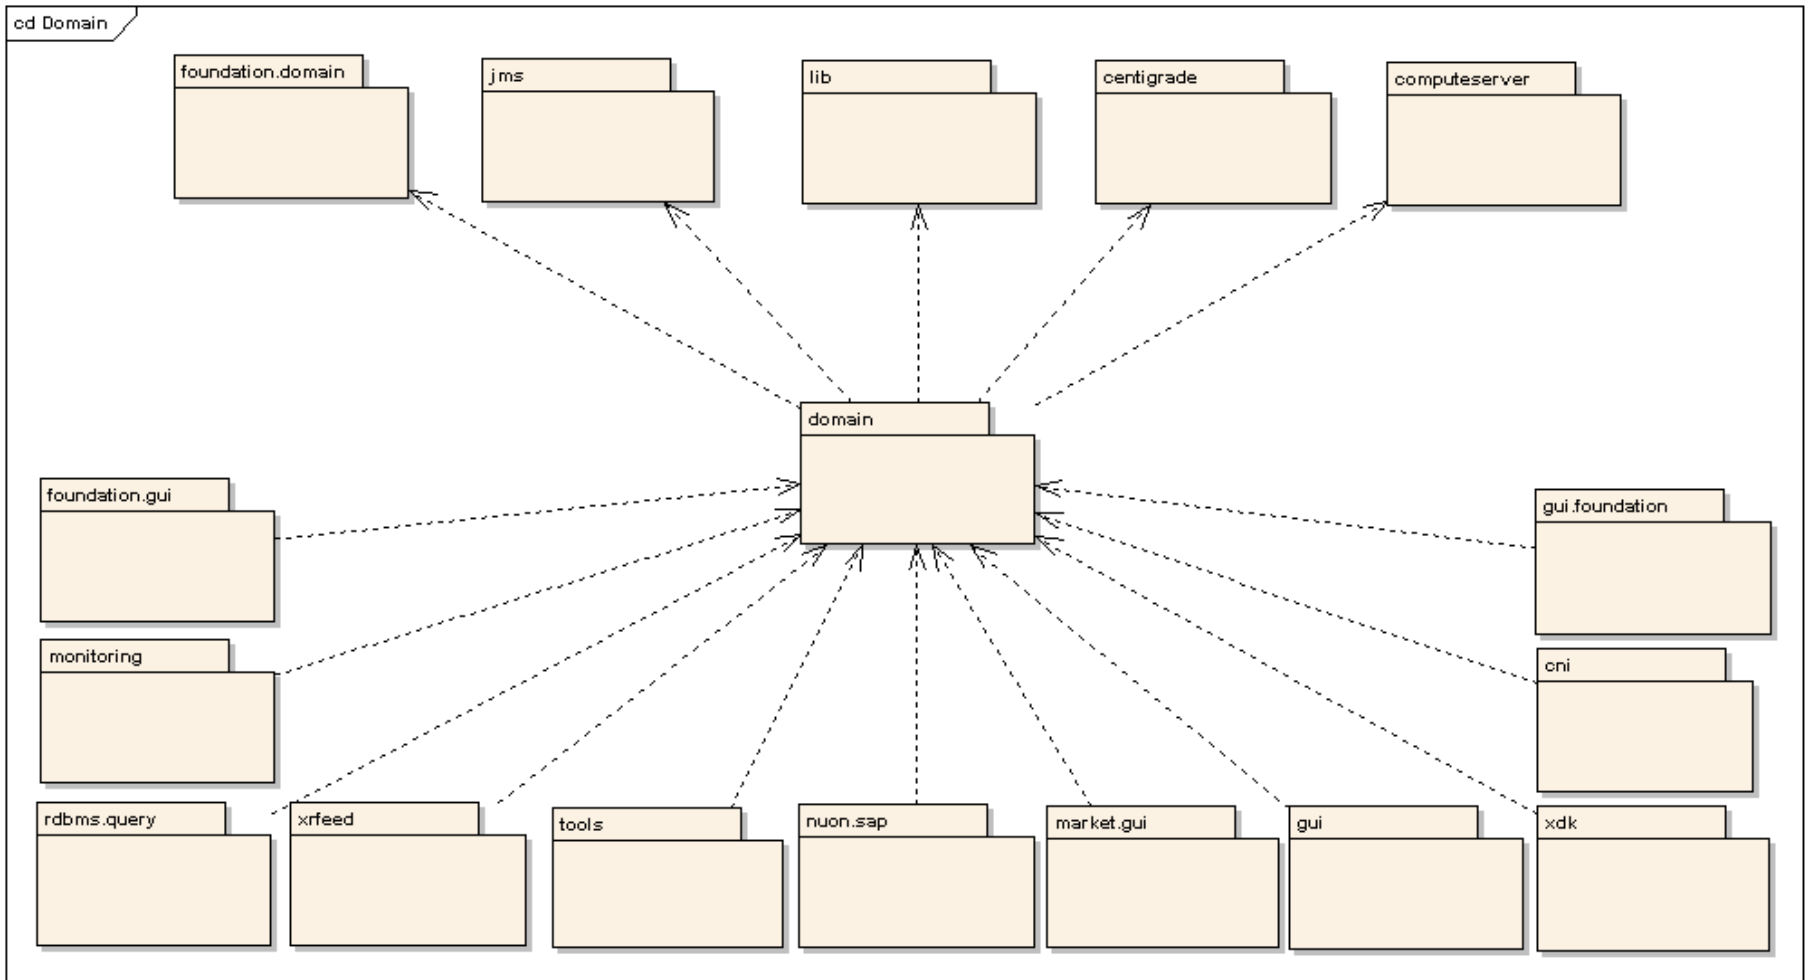 cd Domain
foundation.domain
jms
lib
centigrade
computeserver
domain
foundation.gui
gui.foundation
monitoring
cni
rdbms.query
xrfeed
tools
nuon.sap
market.gui
gui
xdk